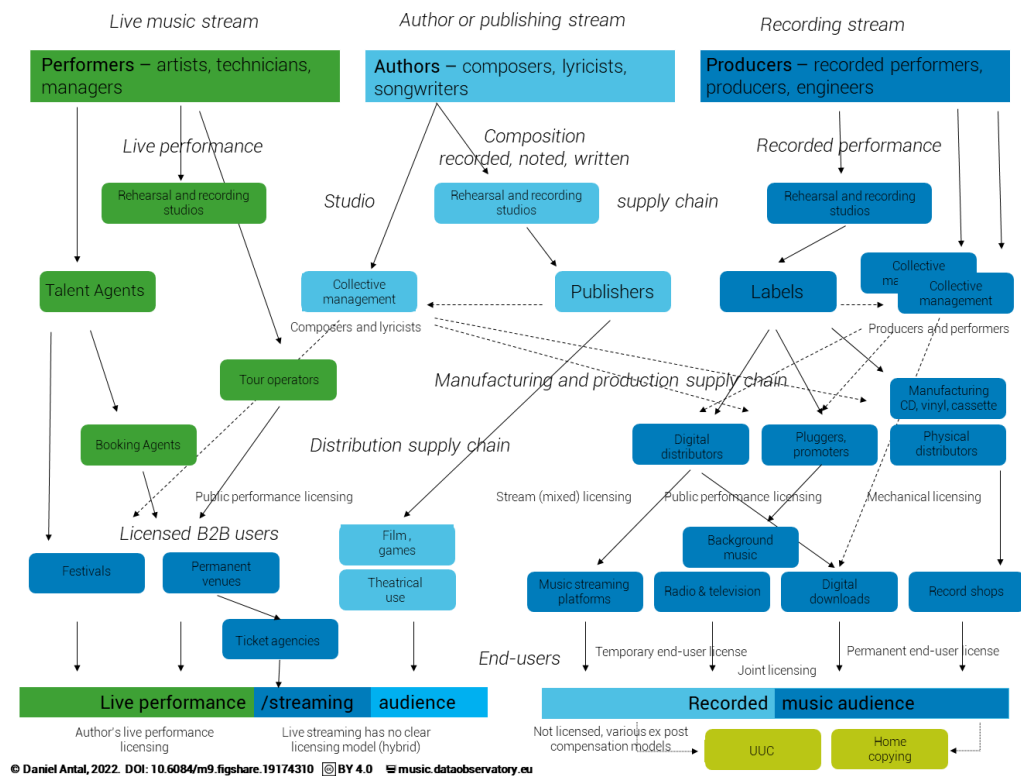 Live music stream
Author or publishing stream
Recording stream
Performers – artists, technicians,
managers
Authors – composers, lyricists,
songwriters
Producers – recorded performers,
producers, engineers
Live performance
Composition
recorded, noted, written
Recorded performance
Rehearsal and recording
studios
Studio
Rehearsal and recording
studios
supply chain
Rehearsal and recording
studios
Talent Agents
Collective
management
Publishers
Labels
Collective
Collective
management
Composers and lyricists
Producers and performers
Tour operators
Manufacturing and production supply chain
Manufacturing
CD, vinyl, cassette
Booking Agents
Distribution supply chain
Digital
distributors
Pluggers,
promoters
Physical
distributors
Public performance licensing
Stream (mixed) licensing
Public performance licensing
Mechanical licensing
Licensed B2B users
Film ,
games
Background
music
Festivals
Permanent
venues
Theatrical
use
Music streaming
platforms
Radio & television
Digital
downloads
Record shops
Ticket agencies
End-users
Temporary end-user license
Permanent end-user license
Joint licensing
Live performance /streaming audience
Recorded music audience
Author's live performance
licensing
Live streaming has no clear
licensing model (hybrid)
Not licensed, various ex post
compensation models
UUC
Home
copying
© Daniel Antal, 2022. DOI: 10.6084/m9.figshare.19174310 BY 4.0 music.dataobservatory.eu